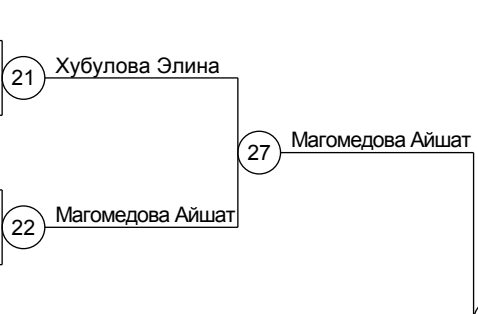 21 Хубулова Элина
27 Магомедова Айшат
22 Магомедова Айшат